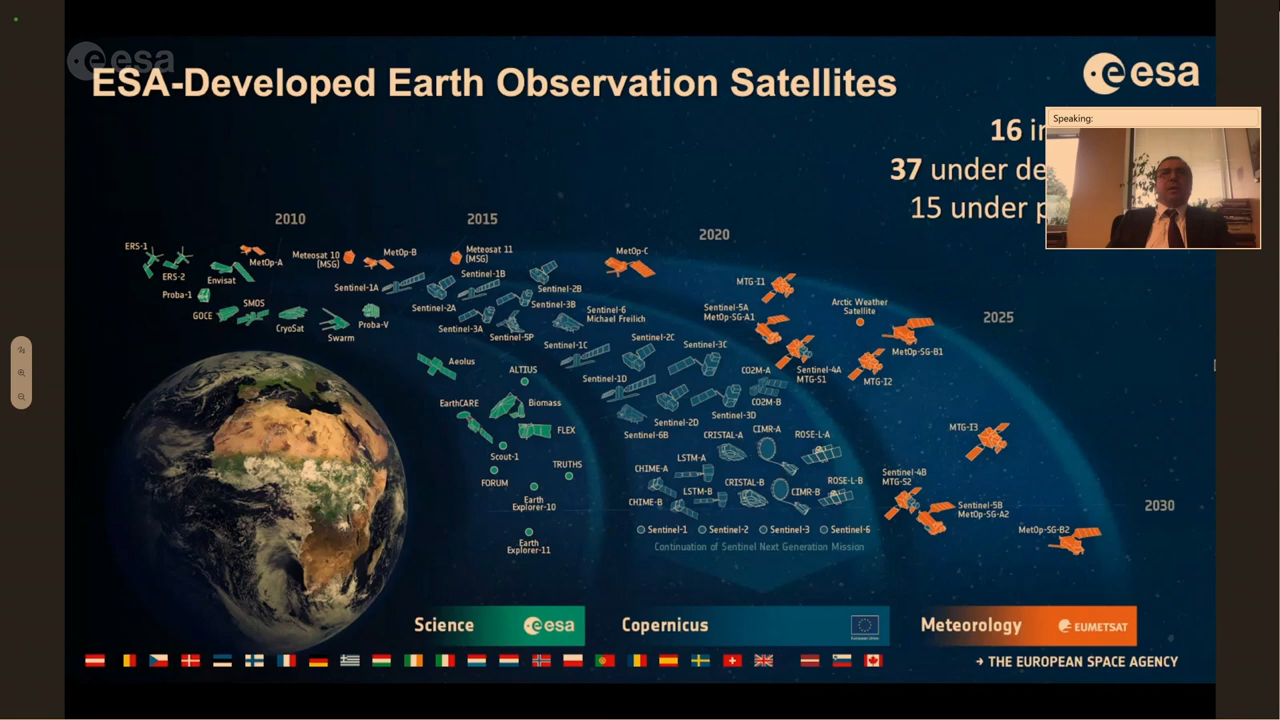 esa
ESA-Developed Earth Observation Satellites
esa
Speaking:
16 in
37 under de
15 under p
2010
2015
2020
2025
2030
ERS-1
ERS-2
Envisat
MetOp-A
Meteosat 10
(MSG)
MetOp-B
Meteosat 11
(MSG)
MetOp-C
Proba-1
GOCE
SMOS
CryoSat
Swarm
Proba-V
Sentinel-1A
Sentinel-1B
Sentinel-2A
Sentinel-2B
Sentinel-3A
Sentinel-3B
Sentinel-5P
Sentinel-6
Michael Freilich
MTG-I1
Sentinel-5A
MetOp-SG-A1
Arctic Weather
Satellite
MetOp-SG-B1
Sentinel-1C
Sentinel-2C
Sentinel-3C
Sentinel-4A
MTG-S1
MTG-I2
Aeolus
ALTIUS
EarthCARE
Biomass
FLEX
Scout-1
FORUM
TRUTHS
Earth
Explorer-10
Earth
Explorer-11
Sentinel-1D
Sentinel-2D
Sentinel-3D
Sentinel-6B
CO2M-A
CO2M-B
CRISTAL-A
CIMR-A
ROSE-L-A
LSTM-A
CHIME-A
LSTM-B
CRISTAL-B
CIMR-B
ROSE-L-B
CHIME-B
MTG-I3
Sentinel-4B
MTG-S2
Sentinel-5B
MetOp-SG-A2
MetOp-SG-B2
Sentinel-1 Sentinel-2 Sentinel-3 Sentinel-6
Continuation of Sentinel Next Generation Mission
Science
esa
Copernicus
European Union
Meteorology
EUMETSAT
→ THE EUROPEAN SPACE AGENCY